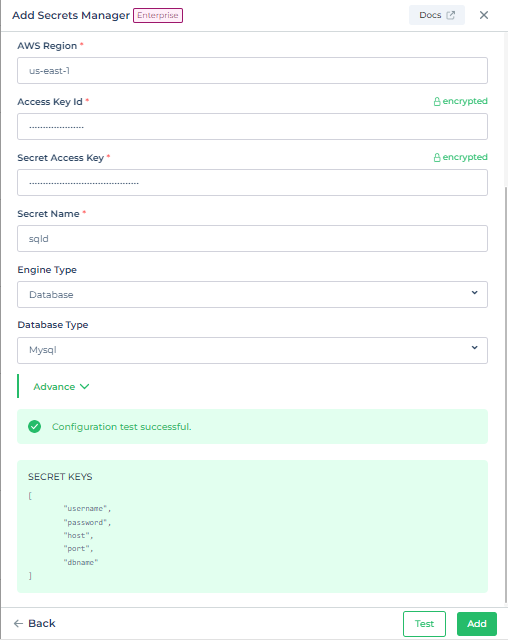 Add Secrets Manager Enterprise Docs
AWS Region *
us-east-1
Access Key Id * encrypted
....................
Secret Access Key * encrypted
........................................
Secret Name *
sqld
Engine Type
Database
Database Type
Mysql
Advance
Configuration test successful.
SECRET KEYS
[
"username",
"password",
"host",
"port",
"dbname"
]
Back Test Add